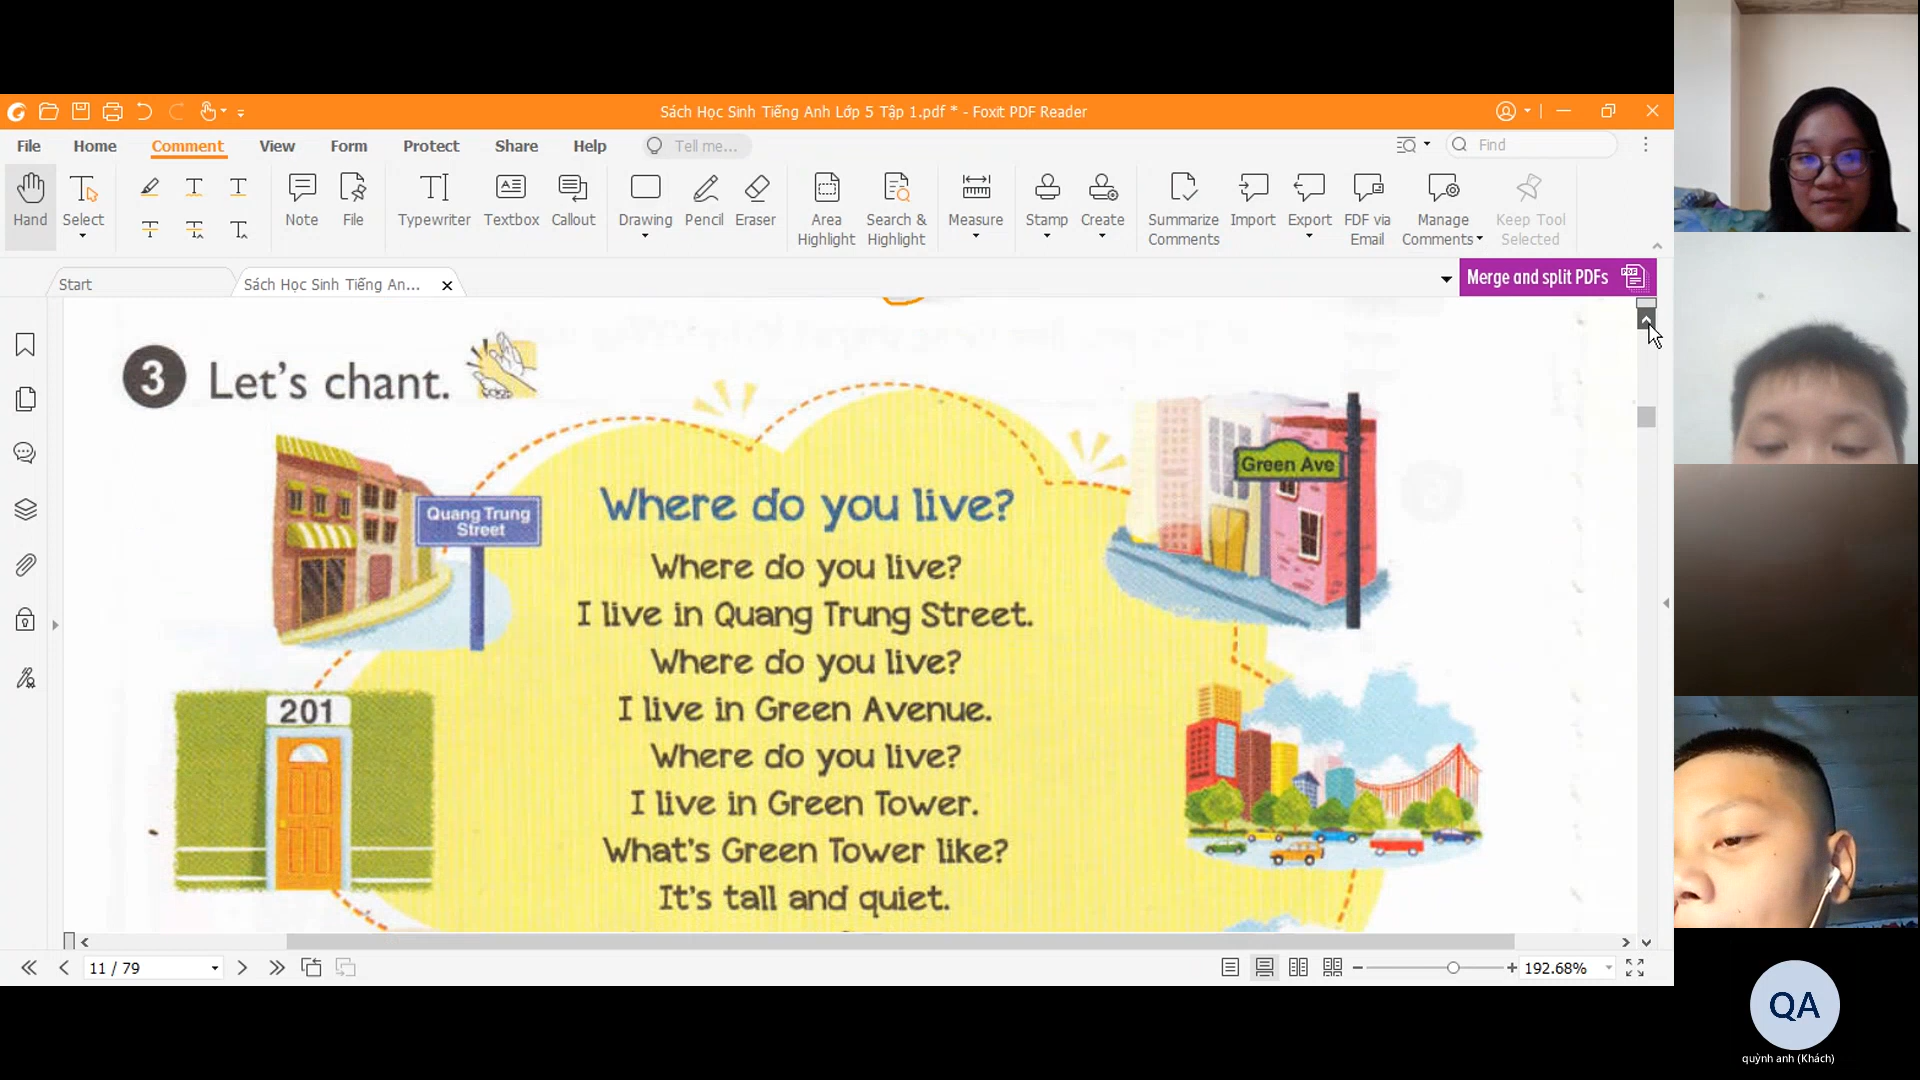 Sách Học Sinh Tiếng Anh Lớp 5 Tập 1.pdf * - Foxit PDF Reader
File Home Comment View Form Protect Share Help Tell me... Find
Hand Select Note File Typewriter Textbox Callout Drawing Pencil Eraser Area Highlight Search & Highlight Measure Stamp Create Summarize Comments Import Export FDF via Email Manage Comments Keep Tool Selected
Start Sách Học Sinh Tiếng An... Merge and split PDFs
3 Let's chant.
Quang Trung
Street
Green Ave
201
Where do you live?
Where do you live?
I live in Quang Trung Street.
Where do you live?
I live in Green Avenue.
Where do you live?
I live in Green Tower.
What's Green Tower like?
It's tall and quiet.
11 / 79 192.68%
QA
quỳnh anh (Khách)